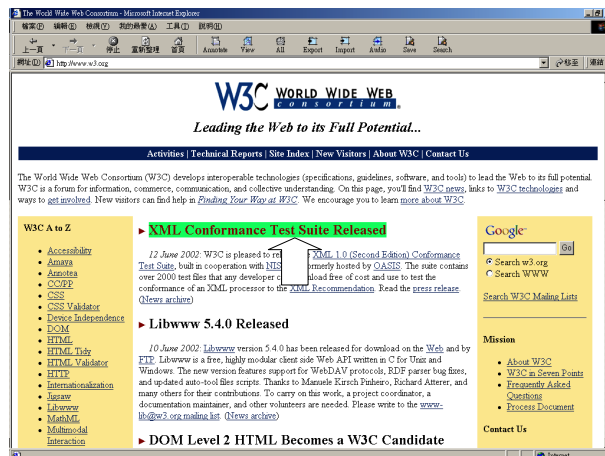 The World Wide Web Consortium - Microsoft Internet Explorer
檔案(F) 編輯(E) 檢視(V) 我的最愛(A) 工具(T) 說明(H)
上一頁 下一頁 停止 重新整理 首頁 Annotate View All Export Import Audio Save Search
網址(D) http://www.w3.org 移至 連結
W3C WORLD WIDE WEB
consortium
Leading the Web to its Full Potential...
Activities | Technical Reports | Site Index | New Visitors | About W3C | Contact Us
The World Wide Web Consortium (W3C) develops interoperable technologies (specifications, guidelines, software, and tools) to lead the Web to its full potential.
W3C is a forum for information, commerce, communication, and collective understanding. On this page, you'll find W3C news, links to W3C technologies and
ways to get involved. New visitors can find help in Finding Your Way at W3C. We encourage you to learn more about W3C.
W3C A to Z
Accessibility
Amaya
Annotea
CC/PP
CSS
CSS Validator
Device Independence
DOM
HTML
HTML Tidy
HTML Validator
HTTP
Internationalization
Jigsaw
Libwww
MathML
Multimodal
Interaction
XML Conformance Test Suite Released
12 June 2002: W3C is pleased to XML 1.0 (Second Edition) Conformance
Test Suite, built in cooperation with NIS formerly hosted by OASIS. The suite contains
over 2000 test files that any developer load free of cost and use to test the
conformance of an XML processor to the XML Recommendation. Read the press release.
(News archive)
Libwww 5.4.0 Released
10 June 2002: Libwww version 5.4.0 has been released for download on the Web and by
FTP. Libwww is a free, highly modular client side Web API written in C for Unix and
Windows. The new version features support for WebDAV protocols, RDF parser bug fixes,
and updated auto-tool files scripts. Thanks to Manuele Kirsch Pinheiro, Richard Atterer, and
many others for their contributions. To carry on this work, a project coordinator, a
documentation maintainer, and other volunteers are needed. Please write to the www-
lib@w3.org mailing list. (News archive)
DOM Level 2 HTML Becomes a W3C Candidate
Google
Go
Search w3.org
Search WWW
Search W3C Mailing Lists
Mission
About W3C
W3C in Seven Points
Frequently Asked
Questions
Process Document
Contact Us
Internet